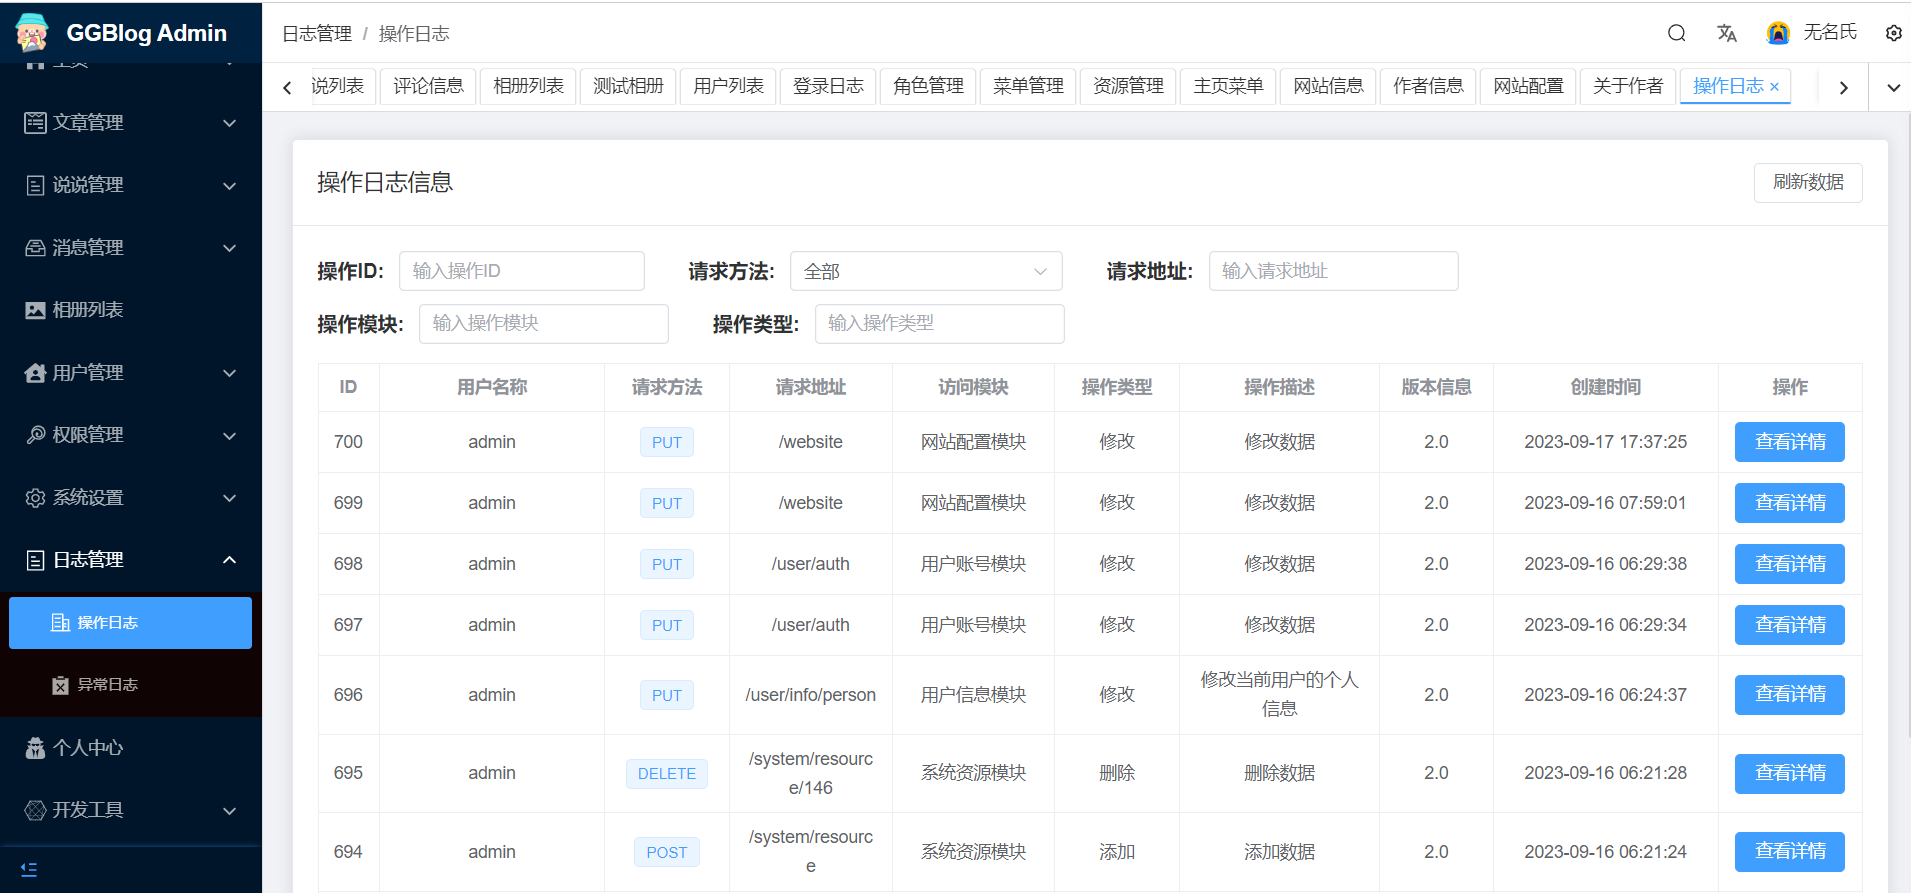 GGBlog Admin
主页
文章管理
说说管理
消息管理
相册列表
用户管理
权限管理
系统设置
日志管理
操作日志
异常日志
个人中心
开发工具
日志管理 / 操作日志
无名氏
说列表 评论信息 相册列表 测试相册 用户列表 登录日志 角色管理 菜单管理 资源管理 主页菜单 网站信息 作者信息 网站配置 关于作者 操作日志 ×
操作日志信息 刷新数据
操作ID: 输入操作ID 请求方法: 全部 请求地址: 输入请求地址
操作模块: 输入操作模块 操作类型: 输入操作类型
ID 用户名称 请求方法 请求地址 访问模块 操作类型 操作描述 版本信息 创建时间 操作
700 admin PUT /website 网站配置模块 修改 修改数据 2.0 2023-09-17 17:37:25 查看详情
699 admin PUT /website 网站配置模块 修改 修改数据 2.0 2023-09-16 07:59:01 查看详情
698 admin PUT /user/auth 用户账号模块 修改 修改数据 2.0 2023-09-16 06:29:38 查看详情
697 admin PUT /user/auth 用户账号模块 修改 修改数据 2.0 2023-09-16 06:29:34 查看详情
696 admin PUT /user/info/person 用户信息模块 修改 修改当前用户的个人
信息 2.0 2023-09-16 06:24:37 查看详情
695 admin DELETE /system/resourc
e/146 系统资源模块 删除 删除数据 2.0 2023-09-16 06:21:28 查看详情
694 admin POST /system/resourc
e 系统资源模块 添加 添加数据 2.0 2023-09-16 06:21:24 查看详情